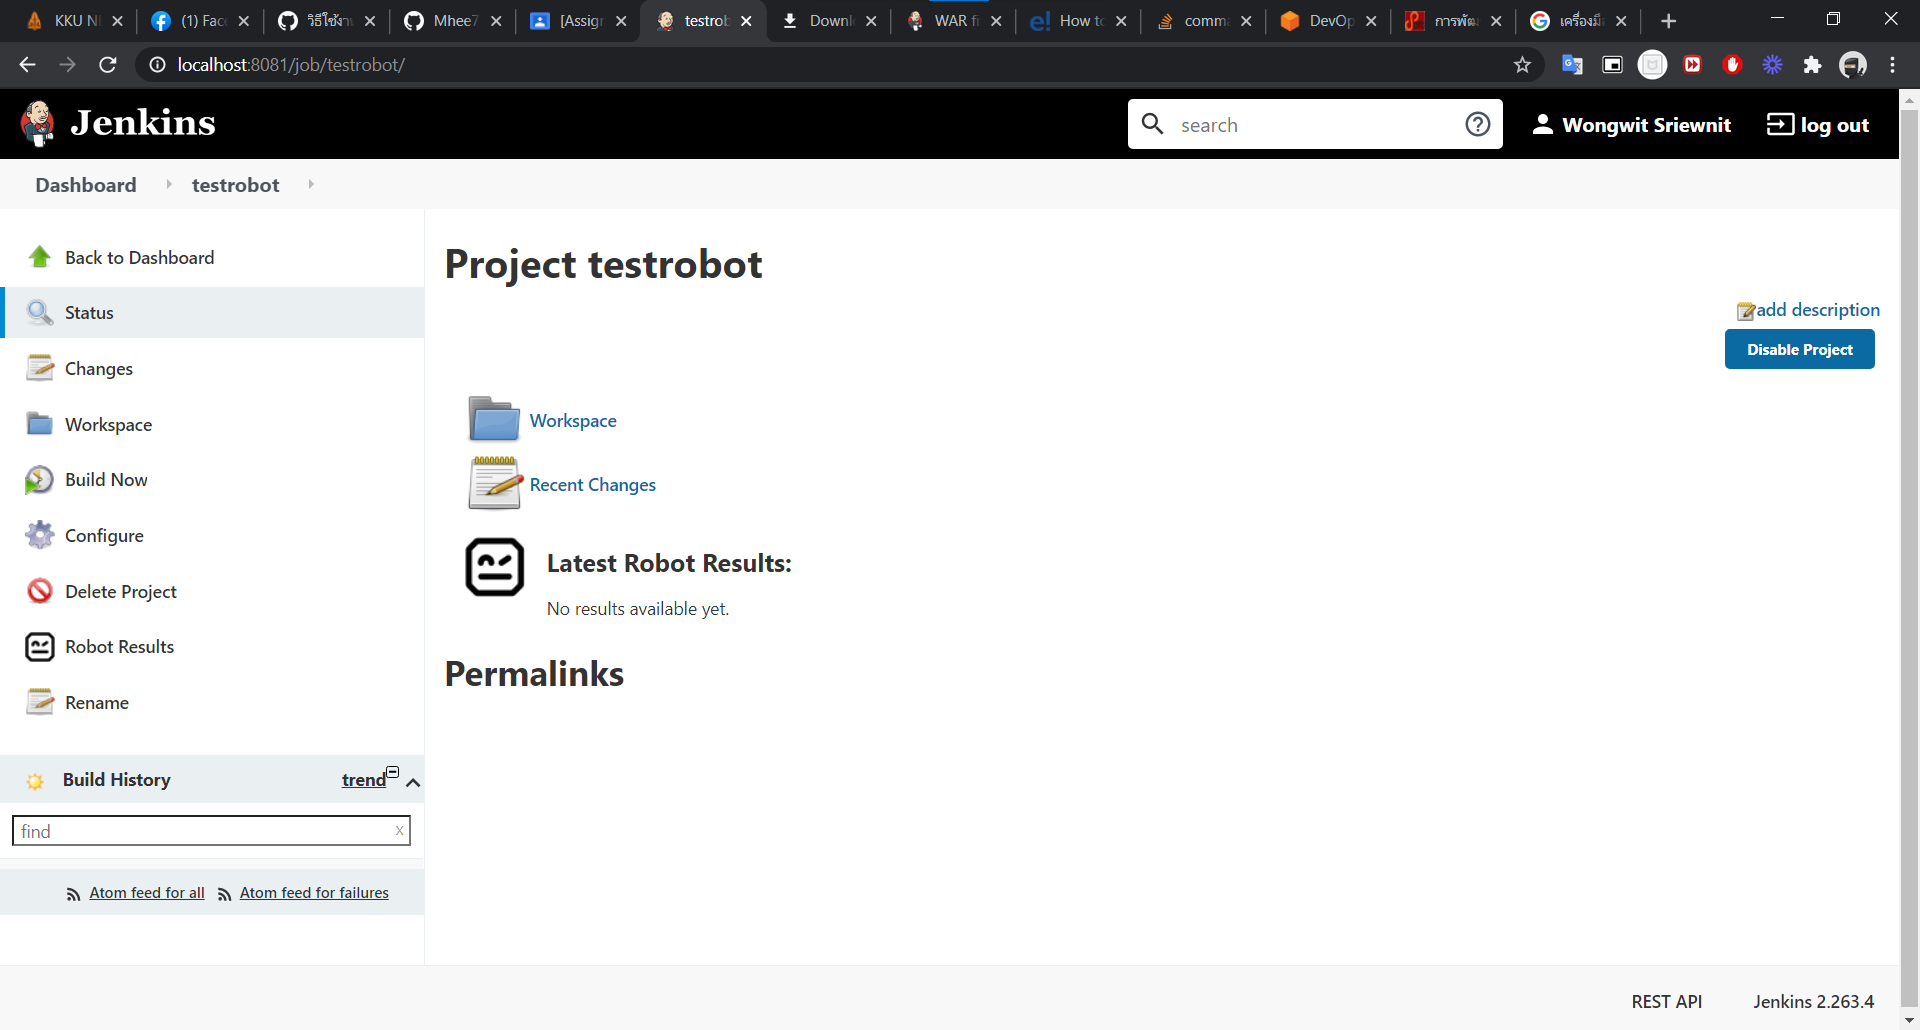 KKU N
(1) Fac
วิธีใช้งา
Mhee7
[Assigr
testrob
Downl
WAR fi
How to
comma
DevOp
การพัฒ
เครื่องมื
localhost:8081/job/testrobot/
Jenkins
search
Wongwit Sriewnit
log out
Dashboard
testrobot
Back to Dashboard
Status
Changes
Workspace
Build Now
Configure
Delete Project
Robot Results
Rename
Build History
trend
find
x
Atom feed for all
Atom feed for failures
Project testrobot
add description
Disable Project
Workspace
Recent Changes
Latest Robot Results:
No results available yet.
Permalinks
REST API
Jenkins 2.263.4